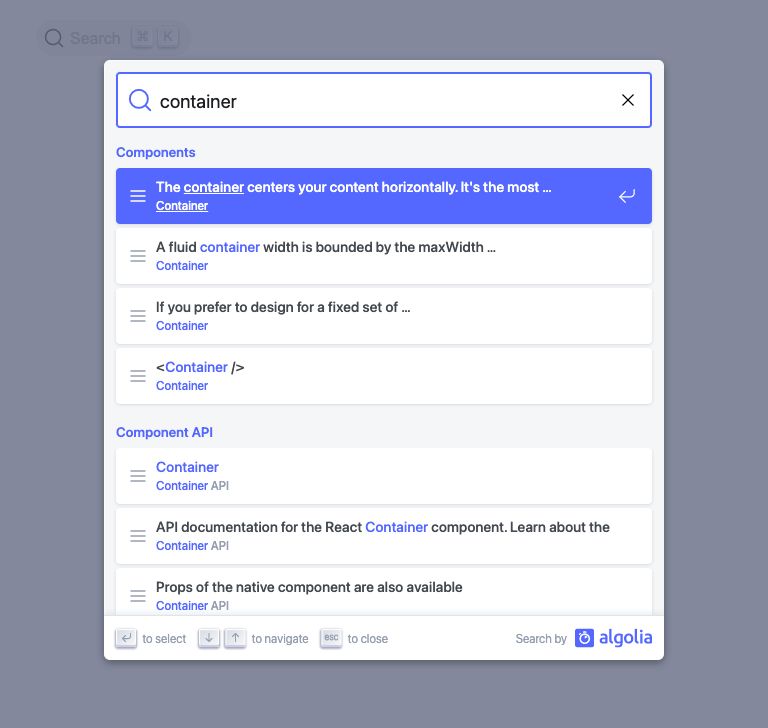 Search ⌘ K
container
Components
The container centers your content horizontally. It's the most ...
Container
A fluid container width is bounded by the maxWidth ...
Container
If you prefer to design for a fixed set of ...
Container
<Container />
Container
Component API
Container
Container API
API documentation for the React Container component. Learn about the
Container API
Props of the native component are also available
Container API
to select to navigate esc to close Search by algolia